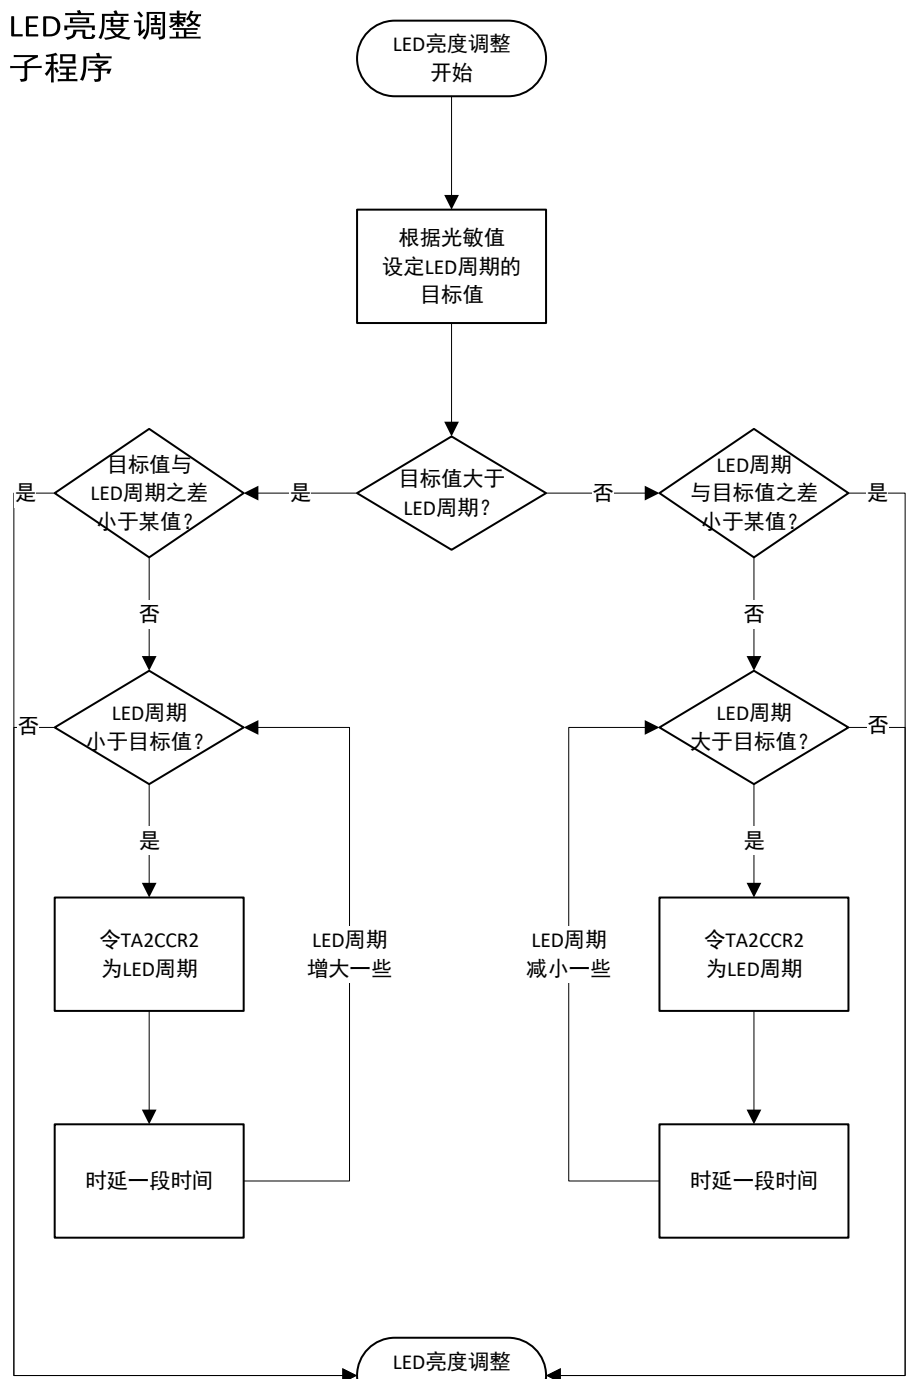 LED亮度调整
子程序
LED亮度调整
开始
根据光敏值
设定LED周期的
目标值
目标值大于
LED周期?
是
否
目标值与
LED周期之差
小于某值?
是
否
LED周期
与目标值之差
小于某值?
是
否
LED周期
小于目标值?
否
是
LED周期
大于目标值?
否
是
令TA2CCR2
为LED周期
LED周期
增大一些
LED周期
减小一些
令TA2CCR2
为LED周期
时延一段时间
时延一段时间
LED亮度调整